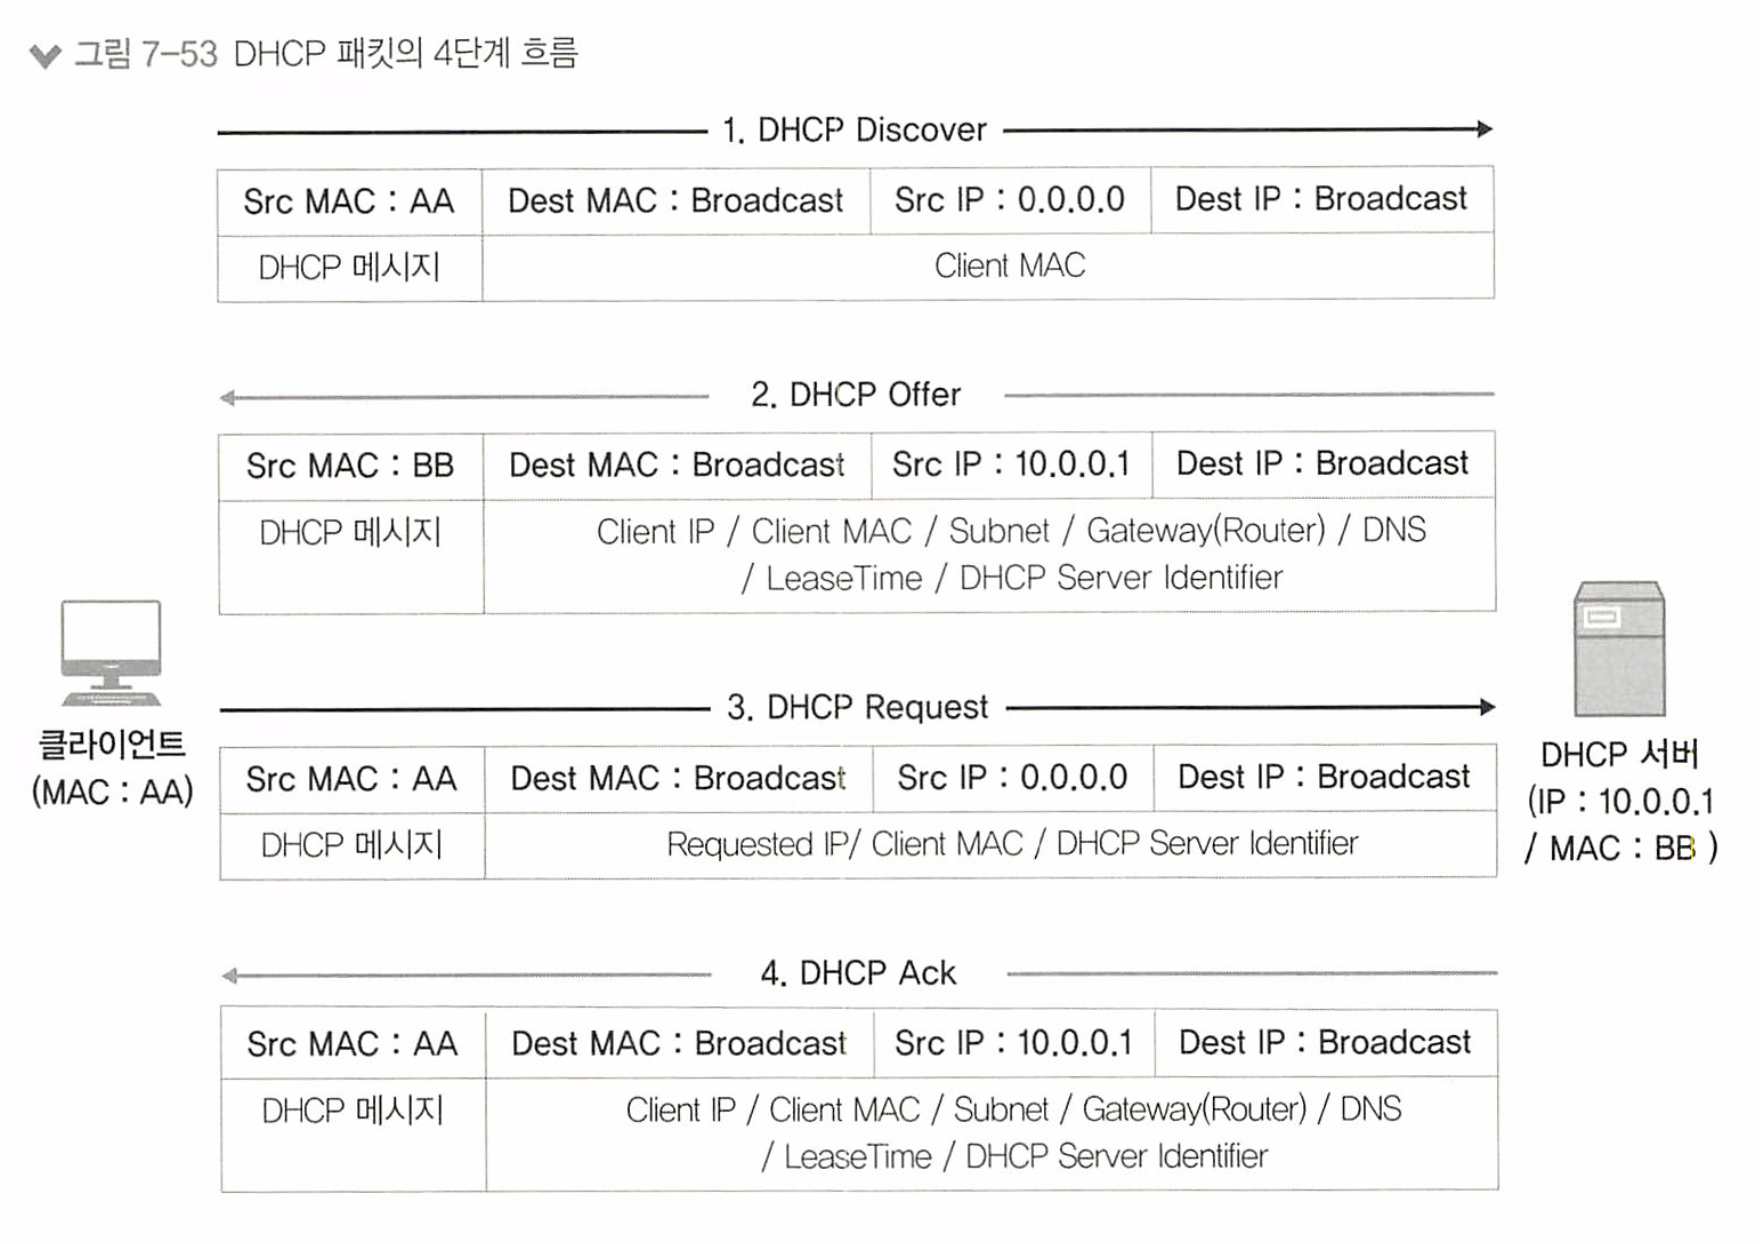 그림 7-53 DHCP 패킷의 4단계 흐름
1. DHCP Discover
Src MAC : AA Dest MAC : Broadcast Src IP : 0.0.0.0 Dest IP : Broadcast
DHCP 메시지 Client MAC
2. DHCP Offer
Src MAC : BB Dest MAC : Broadcast Src IP : 10.0.0.1 Dest IP : Broadcast
DHCP 메시지 Client IP / Client MAC / Subnet / Gateway(Router) / DNS
/ LeaseTime / DHCP Server Identifier
클라이언트
(MAC : AA)
3. DHCP Request
Src MAC : AA Dest MAC : Broadcast Src IP : 0.0.0.0 Dest IP : Broadcast
DHCP 메시지 Requested IP/ Client MAC / DHCP Server Identifier
DHCP 서버
(IP : 10.0.0.1
/ MAC : BB )
4. DHCP Ack
Src MAC : AA Dest MAC : Broadcast Src IP : 10.0.0.1 Dest IP : Broadcast
DHCP 메시지 Client IP / Client MAC / Subnet / Gateway(Router) / DNS
/ LeaseTime / DHCP Server Identifier